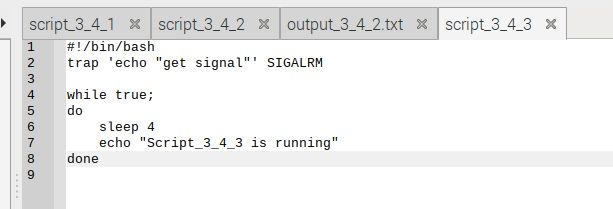 script_3_4_1 script_3_4_2 output_3_4_2.txt script_3_4_3
1 #!/bin/bash
2 trap 'echo "get signal"' SIGALRM
3
4 while true;
5 do
6     sleep 4
7     echo "Script_3_4_3 is running"
8 done
9